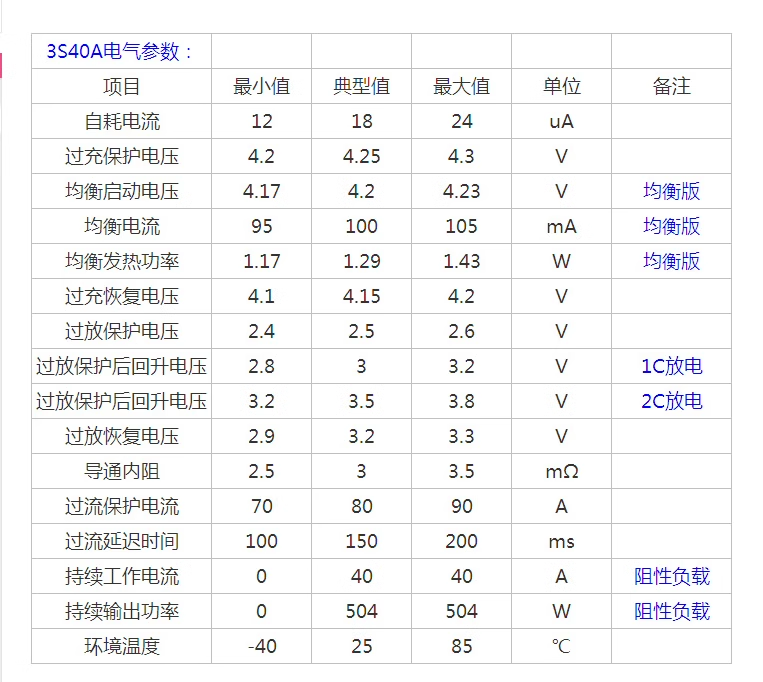 3S40A电气参数：
项目 最小值 典型值 最大值 单位 备注
自耗电流 12 18 24 uA
过充保护电压 4.2 4.25 4.3 V
均衡启动电压 4.17 4.2 4.23 V 均衡版
均衡电流 95 100 105 mA 均衡版
均衡发热功率 1.17 1.29 1.43 W 均衡版
过充恢复电压 4.1 4.15 4.2 V
过放保护电压 2.4 2.5 2.6 V
过放保护后回升电压 2.8 3 3.2 V 1C放电
过放保护后回升电压 3.2 3.5 3.8 V 2C放电
过放恢复电压 2.9 3.2 3.3 V
导通内阻 2.5 3 3.5 mΩ
过流保护电流 70 80 90 A
过流延迟时间 100 150 200 ms
持续工作电流 0 40 40 A 阻性负载
持续输出功率 0 504 504 W 阻性负载
环境温度 -40 25 85 ℃